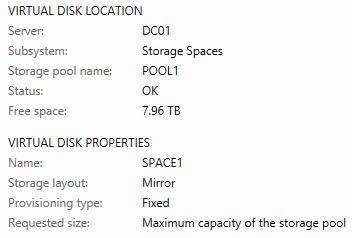 VIRTUAL DISK LOCATION
Server: DC01
Subsystem: Storage Spaces
Storage pool name: POOL1
Status: OK
Free space: 7.96 TB
VIRTUAL DISK PROPERTIES
Name: SPACE1
Storage layout: Mirror
Provisioning type: Fixed
Requested size: Maximum capacity of the storage pool